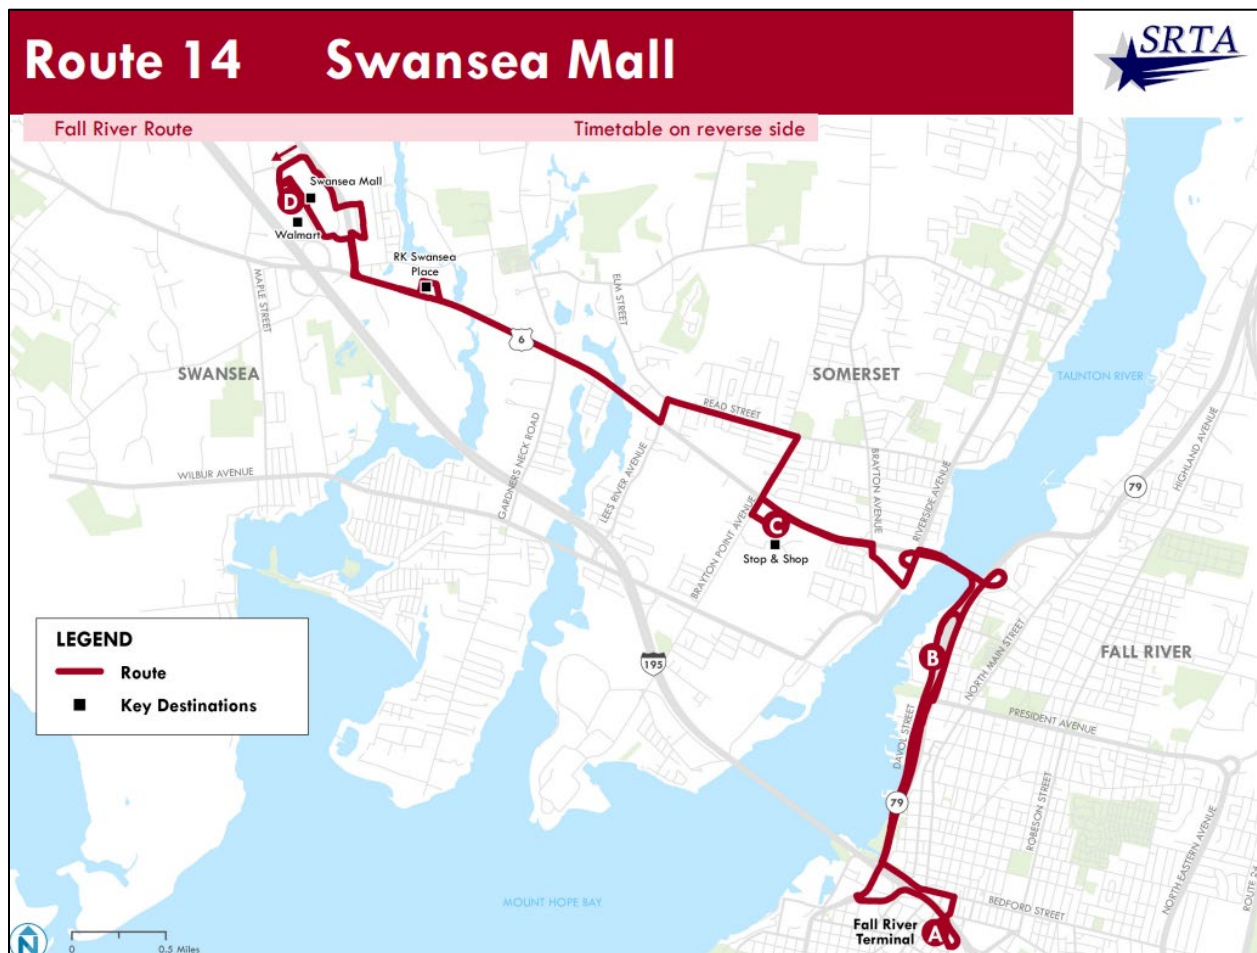 Route 14 Swansea Mall
SRTA
Fall River Route
Timetable on reverse side
Swansea Mall
D
Walmart
RK Swansea
Place
MAPLE STREET
ELM STREET
6
SWANSEA
SOMERSET
TAUNTON RIVER
READ STREET
HIGHLAND AVENUE
WILBUR AVENUE
GARDNERS NECK ROAD
LEES RIVER AVENUE
BRAYTON AVENUE
RIVERSIDE AVENUE
79
BRAYTON POINT AVENUE
C
Stop & Shop
LEGEND
Route
Key Destinations
195
B
NORTH MAIN STREET
FALL RIVER
DAVOL STREET
PRESIDENT AVENUE
79
ROBESON STREET
NORTH EASTERN AVENUE
ROUTE 24
MOUNT HOPE BAY
BEDFORD STREET
Fall River
Terminal
A
N
0 0.5 Miles